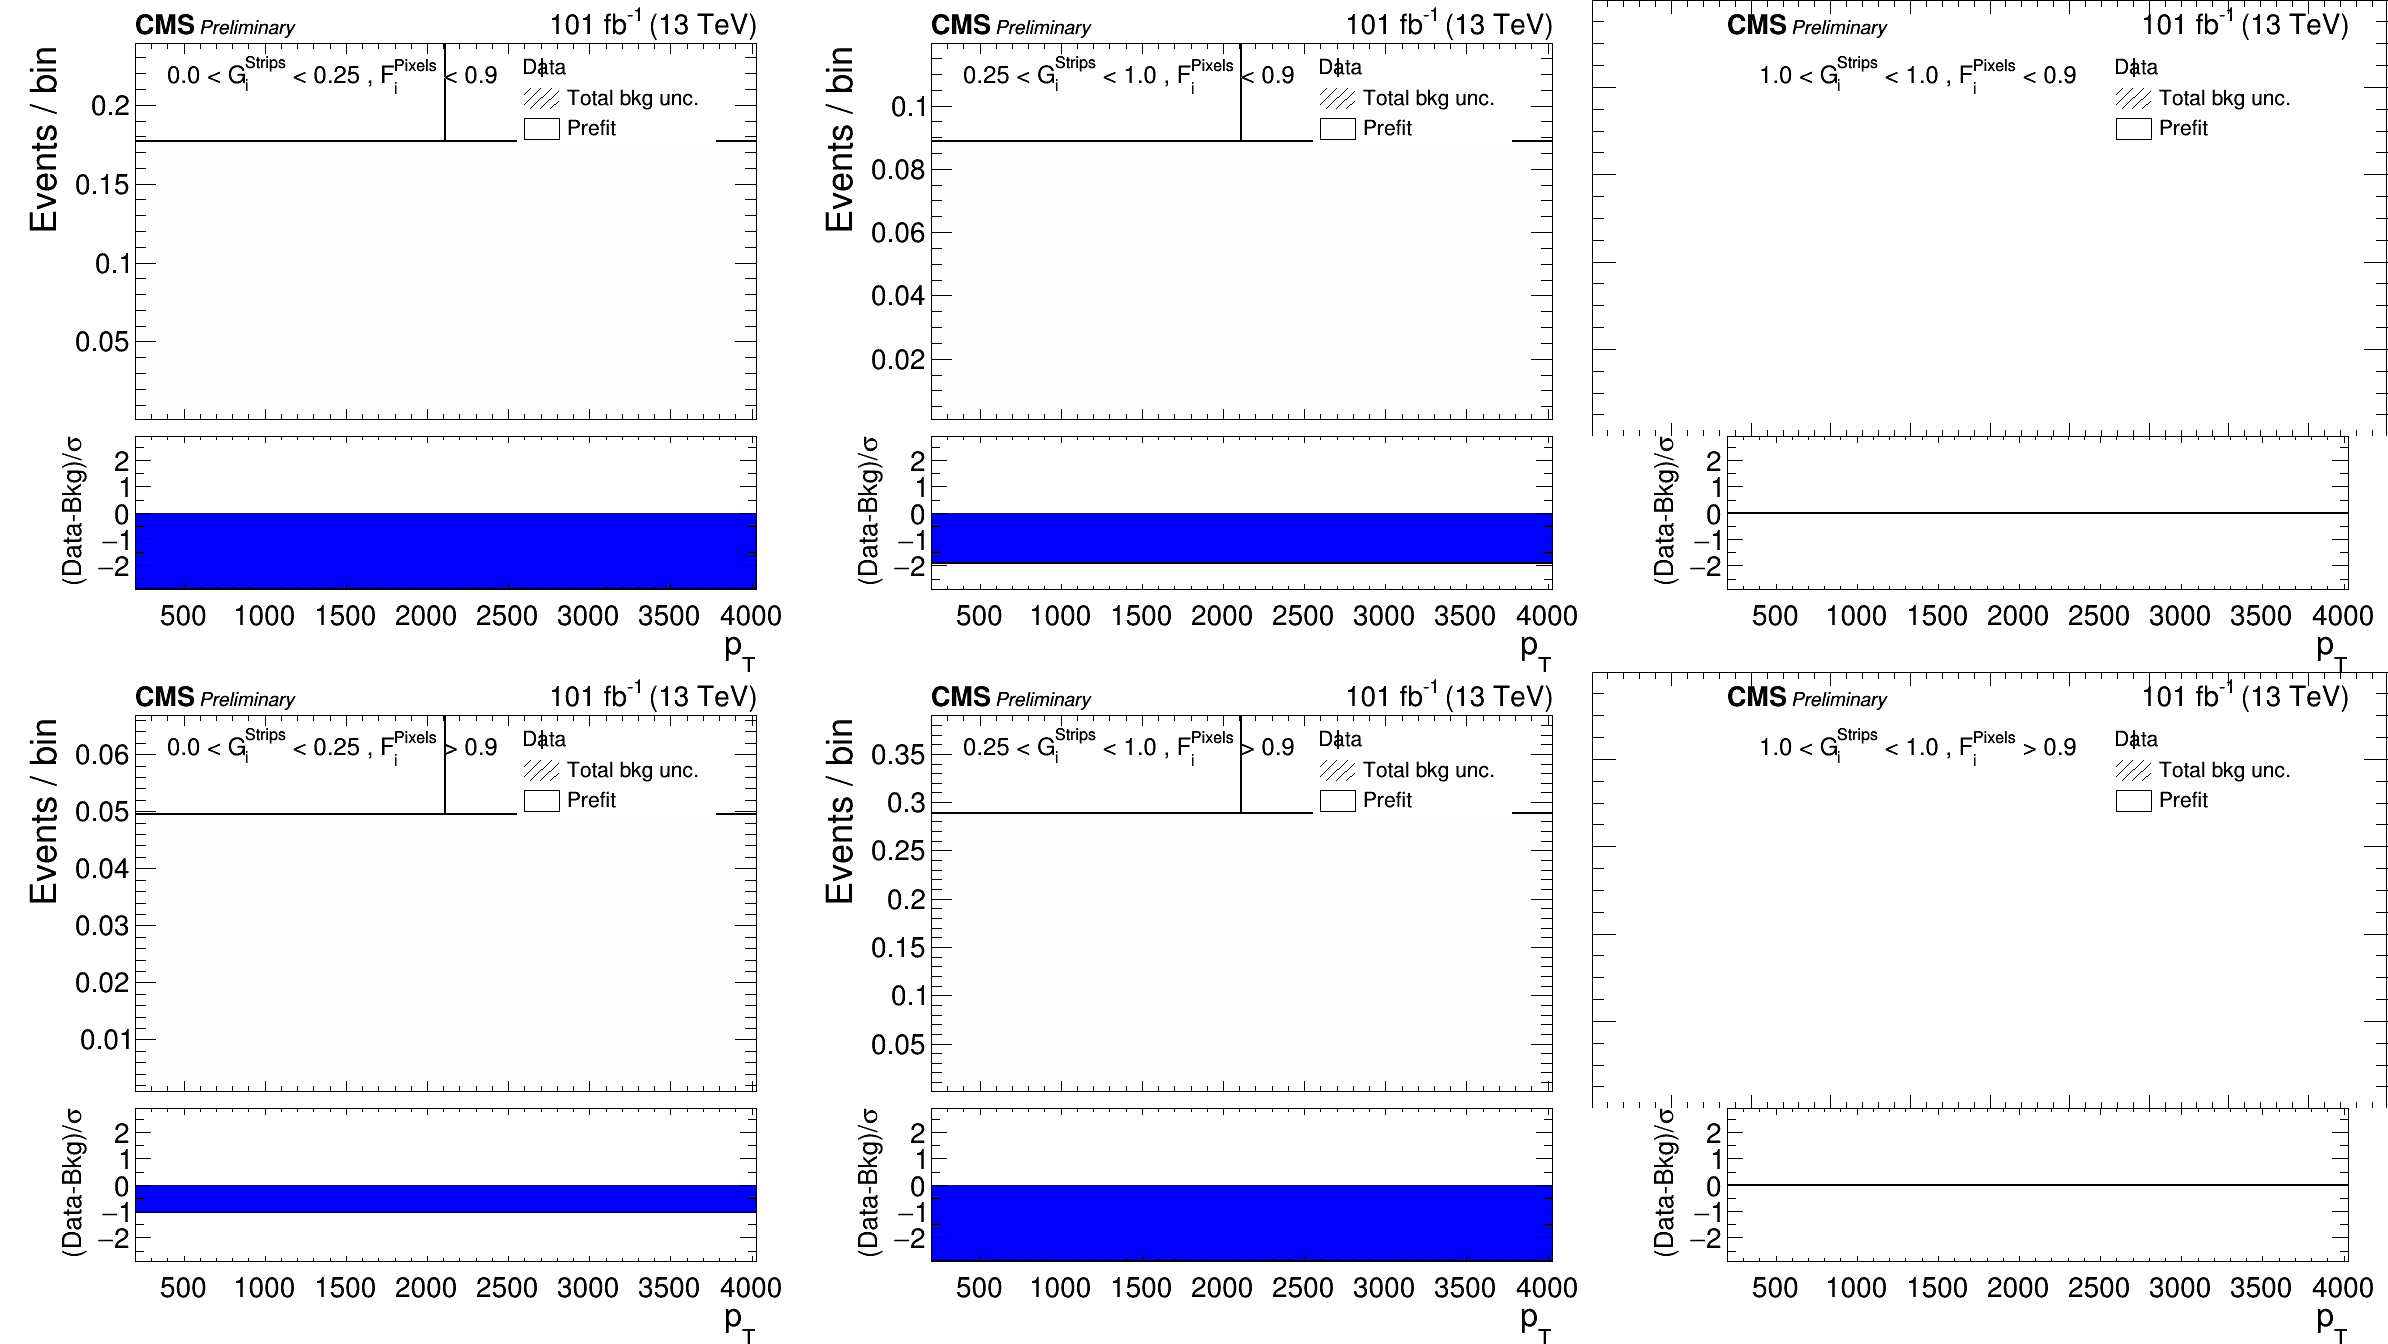 CMS Preliminary 101 fb-1 (13 TeV)
Events / bin
0.0 < GiStrips < 0.25 , FiPixels < 0.9
Data
Total bkg unc.
Prefit
0.2
0.15
0.1
0.05
(Data-Bkg)/σ
2
1
0
−1
−2
500 1000 1500 2000 2500 3000 3500 4000
pT
CMS Preliminary 101 fb-1 (13 TeV)
Events / bin
0.25 < GiStrips < 1.0 , FiPixels < 0.9
Data
Total bkg unc.
Prefit
0.1
0.08
0.06
0.04
0.02
(Data-Bkg)/σ
2
1
0
−1
−2
500 1000 1500 2000 2500 3000 3500 4000
pT
CMS Preliminary 101 fb-1 (13 TeV)
1.0 < GiStrips < 1.0 , FiPixels < 0.9
Data
Total bkg unc.
Prefit
(Data-Bkg)/σ
2
1
0
−1
−2
500 1000 1500 2000 2500 3000 3500 4000
pT
CMS Preliminary 101 fb-1 (13 TeV)
Events / bin
0.0 < GiStrips < 0.25 , FiPixels > 0.9
Data
Total bkg unc.
Prefit
0.06
0.05
0.04
0.03
0.02
0.01
(Data-Bkg)/σ
2
1
0
−1
−2
500 1000 1500 2000 2500 3000 3500 4000
pT
CMS Preliminary 101 fb-1 (13 TeV)
Events / bin
0.25 < GiStrips < 1.0 , FiPixels > 0.9
Data
Total bkg unc.
Prefit
0.35
0.3
0.25
0.2
0.15
0.1
0.05
(Data-Bkg)/σ
2
1
0
−1
−2
500 1000 1500 2000 2500 3000 3500 4000
pT
CMS Preliminary 101 fb-1 (13 TeV)
1.0 < GiStrips < 1.0 , FiPixels > 0.9
Data
Total bkg unc.
Prefit
(Data-Bkg)/σ
2
1
0
−1
−2
500 1000 1500 2000 2500 3000 3500 4000
pT